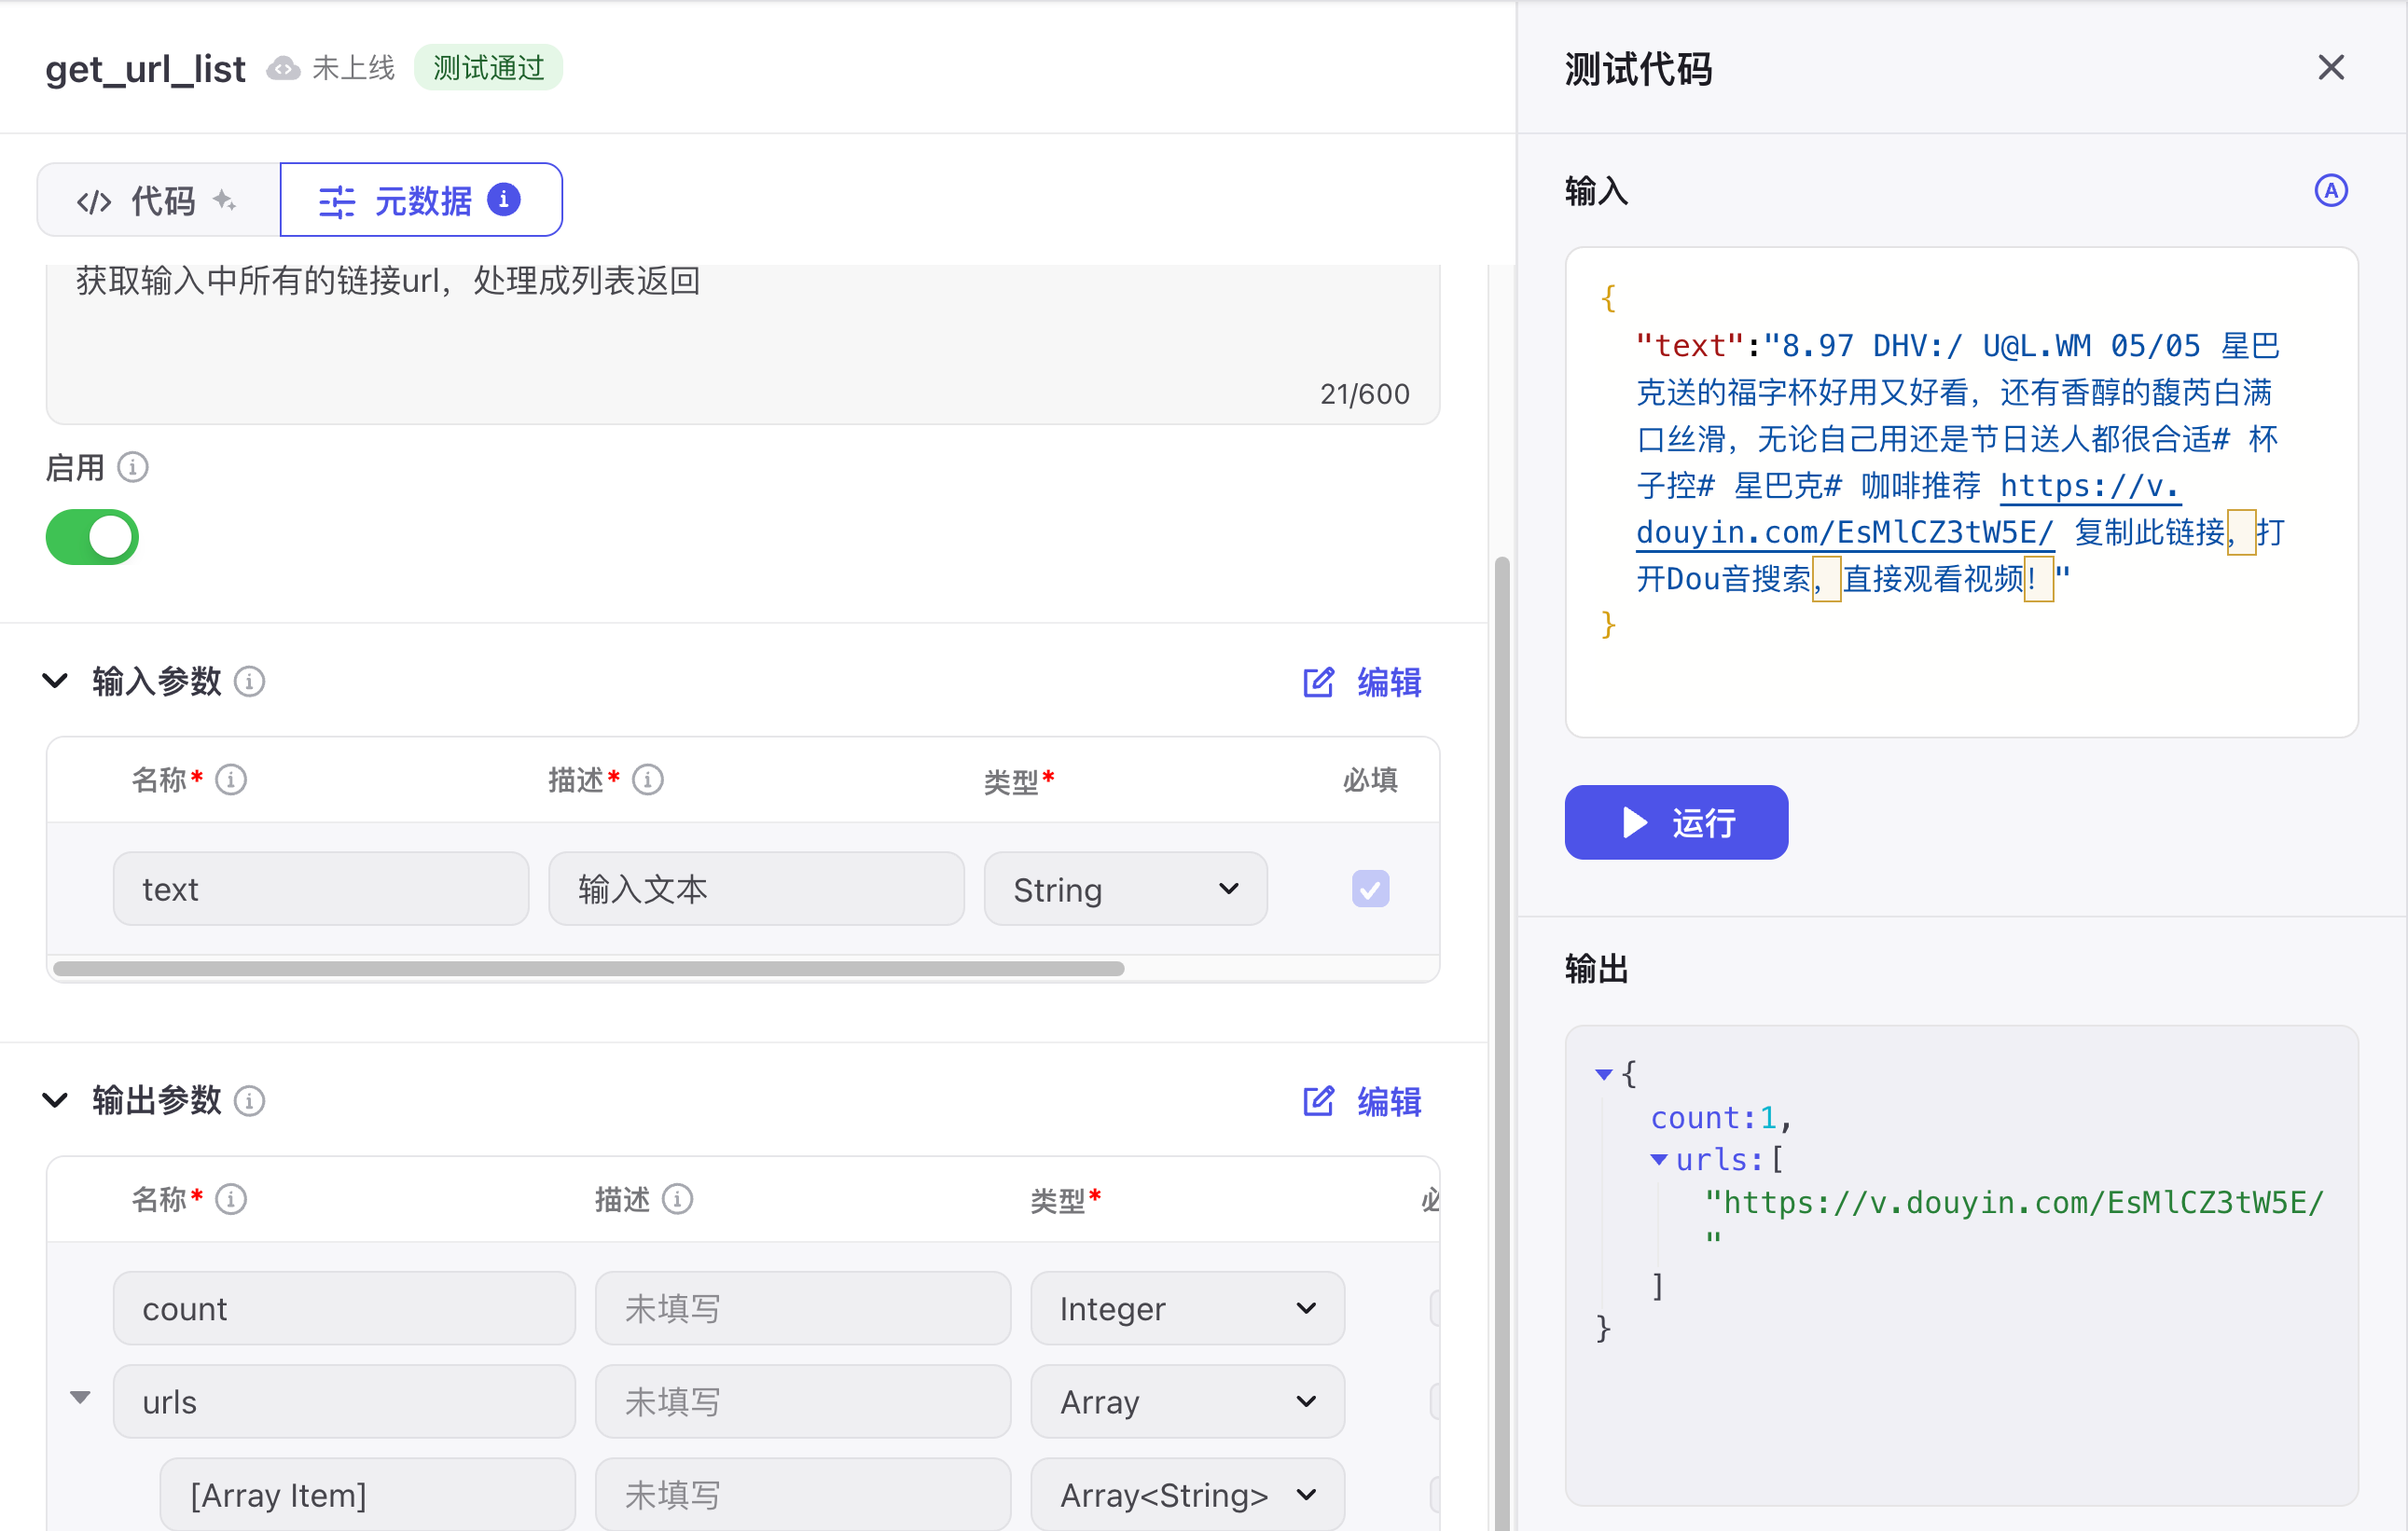 get_url_list 未上线 测试通过
代码 元数据
获取输入中所有的链接url，处理成列表返回
21/600
启用
输入参数 编辑
名称* 描述* 类型* 必填
text 输入文本 String
输出参数 编辑
名称* 描述 类型*
count 未填写 Integer
urls 未填写 Array
[Array Item] 未填写 Array<String>
测试代码
输入
{
"text":"8.97 DHV:/ U@L.WM 05/05 星巴
克送的福字杯好用又好看，还有香醇的馥芮白满
口丝滑，无论自己用还是节日送人都很合适# 杯
子控# 星巴克# 咖啡推荐 https://v.
douyin.com/EsMlCZ3tW5E/ 复制此链接，打
开Dou音搜索，直接观看视频！"
}
运行
输出
{
count:1,
urls:[
"https://v.douyin.com/EsMlCZ3tW5E/
"
]
}